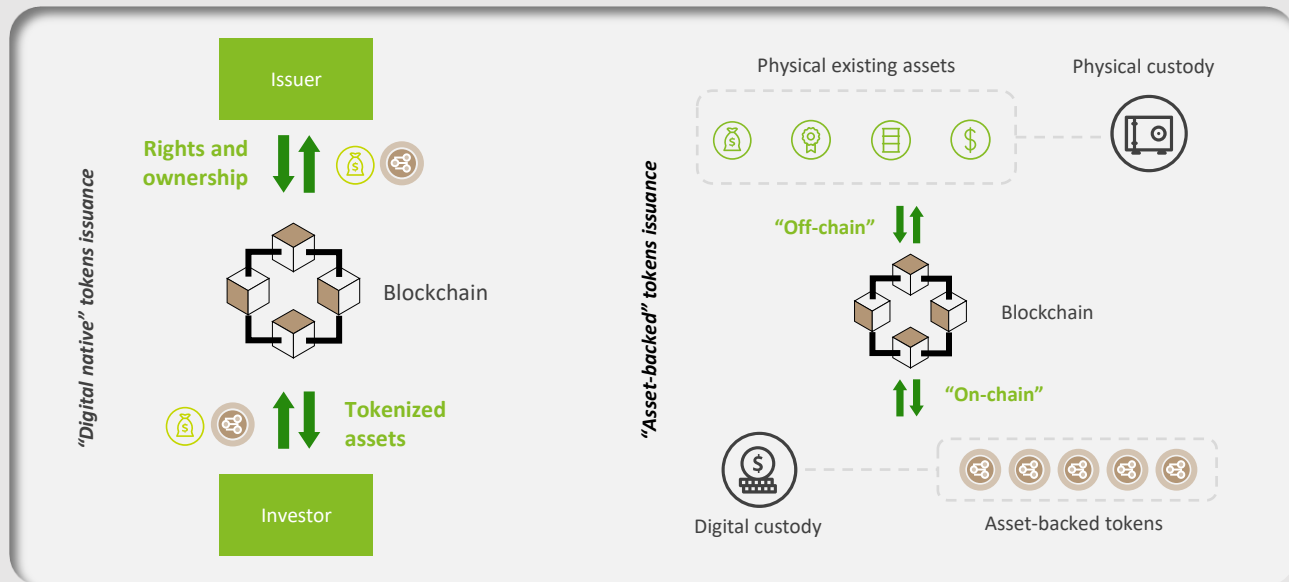 “Digital native” tokens issuance
Issuer
Rights and
ownership
Blockchain
Tokenized
assets
Investor
“Asset-backed” tokens issuance
Physical existing assets
Physical custody
“Off-chain”
Blockchain
“On-chain”
Digital custody
Asset-backed tokens